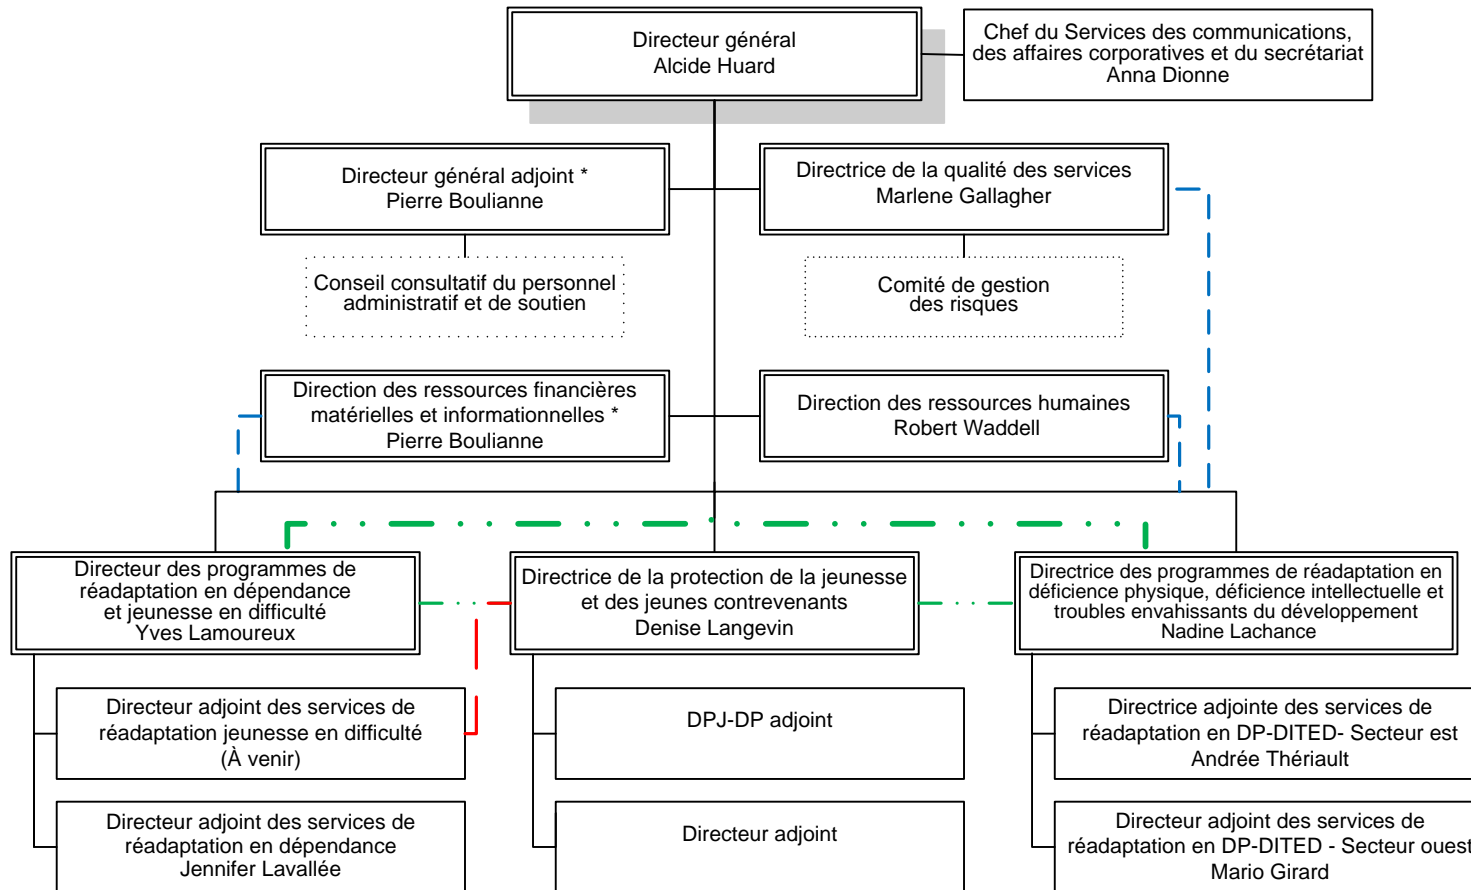 Directeur général
Alcide Huard
Chef du Services des communications,
des affaires corporatives et du secrétariat
Anna Dionne
Directeur général adjoint *
Pierre Boulianne
Directrice de la qualité des services
Marlene Gallagher
Conseil consultatif du personnel
administratif et de soutien
Comité de gestion
des risques
Direction des ressources financières
matérielles et informationnelles *
Pierre Boulianne
Direction des ressources humaines
Robert Waddell
Directeur des programmes de
réadaptation en dépendance
et jeunesse en difficulté
Yves Lamoureux
Directrice de la protection de la jeunesse
et des jeunes contrevenants
Denise Langevin
Directrice des programmes de réadaptation en
déficience physique, déficience intellectuelle et
troubles envahissants du développement
Nadine Lachance
Directeur adjoint des services de
réadaptation jeunesse en difficulté
(À venir)
DPJ-DP adjoint
Directrice adjointe des services de
réadaptation en DP-DITED- Secteur est
Andrée Thériault
Directeur adjoint des services de
réadaptation en dépendance
Jennifer Lavallée
Directeur adjoint
Directeur adjoint des services de
réadaptation en DP-DITED - Secteur ouest
Mario Girard